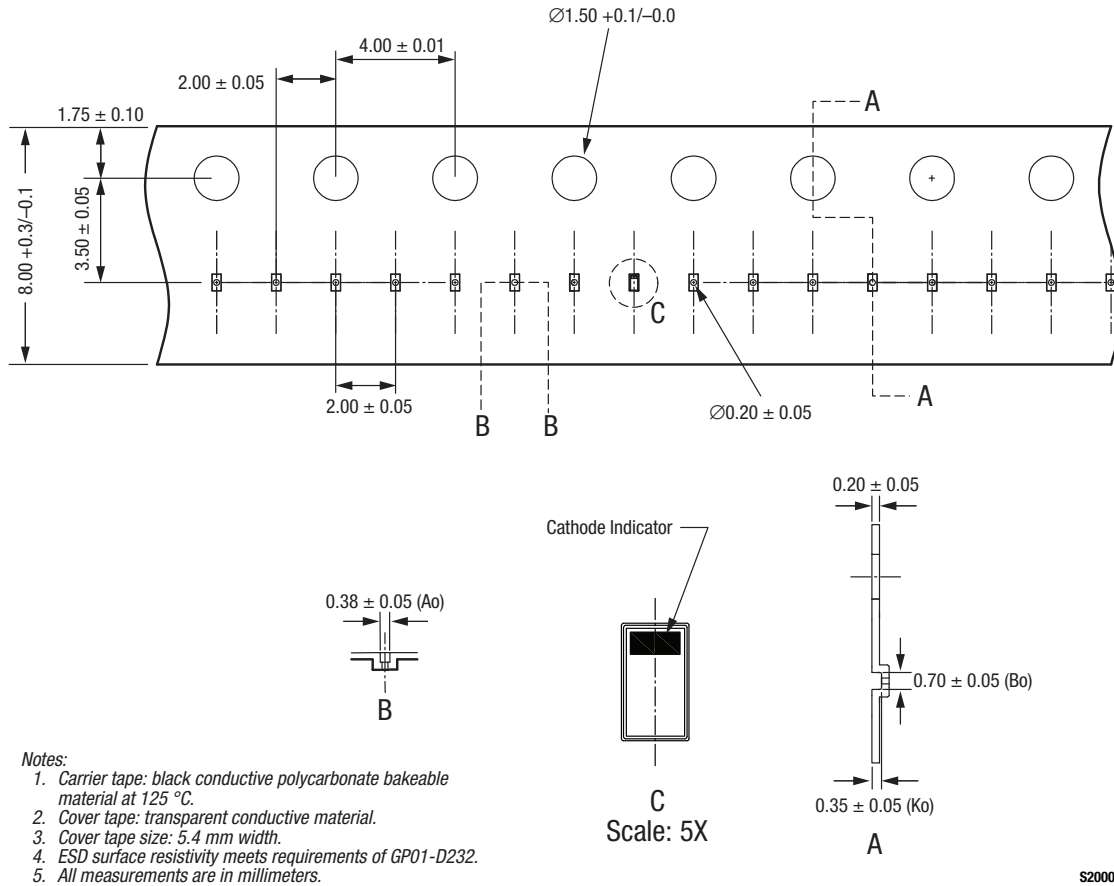 ∅1.50 +0.1/–0.0
4.00 ± 0.01
2.00 ± 0.05
1.75 ± 0.10
A
8.00 +0.3/–0.1
3.50 ± 0.05
C
2.00 ± 0.05
B
B
∅0.20 ± 0.05
A
0.20 ± 0.05
Cathode Indicator
0.38 ± 0.05 (Ao)
B
0.70 ± 0.05 (Bo)
C
Scale: 5X
0.35 ± 0.05 (Ko)
A
Notes:
1. Carrier tape: black conductive polycarbonate bakeable
material at 125 °C.
2. Cover tape: transparent conductive material.
3. Cover tape size: 5.4 mm width.
4. ESD surface resistivity meets requirements of GP01-D232.
5. All measurements are in millimeters.
S2000